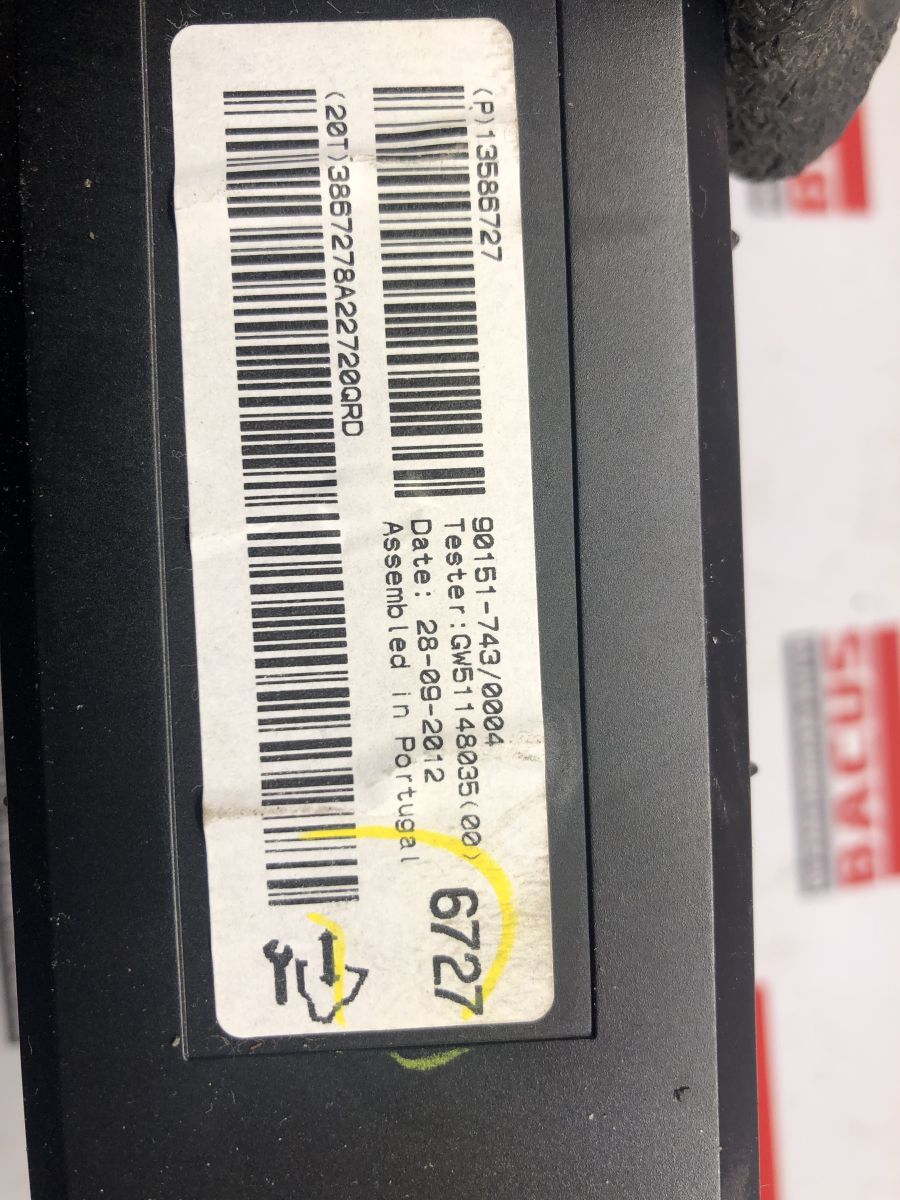 (P)13586727
(20T)3867278A22720QRD
90151-743/0004
Tester:GW51148035(00)
Date: 28-09-2012
Assembled in Portugal
6727
BACUS